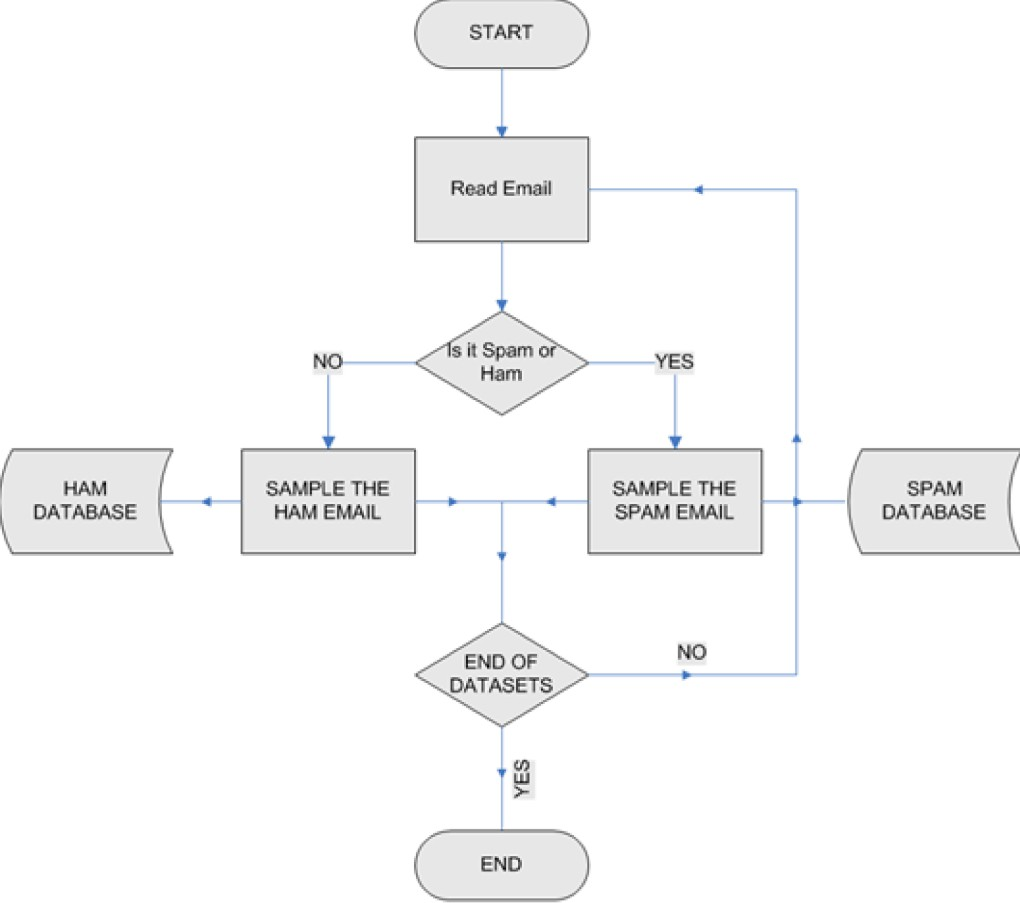 START
Read Email
Is it Spam or
Ham
NO
YES
HAM
DATABASE
SAMPLE THE
HAM EMAIL
SAMPLE THE
SPAM EMAIL
SPAM
DATABASE
END OF
DATASETS
NO
YES
END